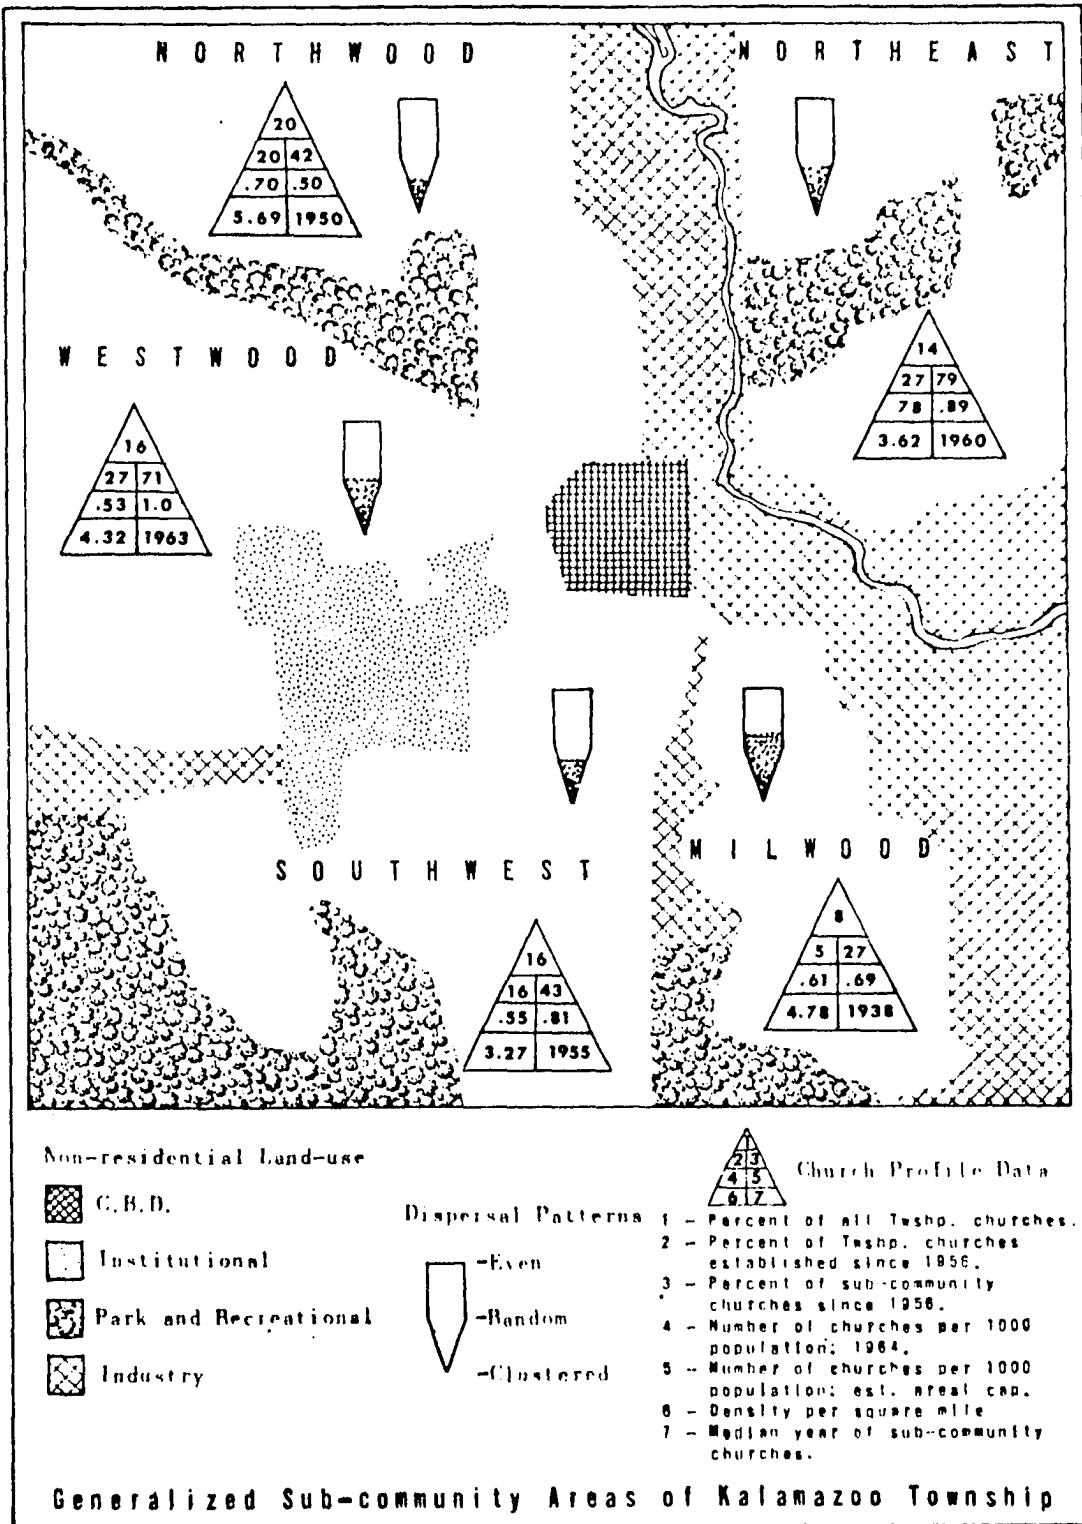 NORTHWOOD
NORTHEAST
20
20 42
.70 .50
5.69 1950
WESTWOOD
14
27 79
78 .89
3.62 1960
16
27 71
.53 1.0
4.32 1963
SOUTHWEST
MILWOOD
16
16 43
.55 .81
3.27 1955
8
5 27
.61 .69
4.78 1938
Non-residential Land-use
C.B.D.
Institutional
Park and Recreational
Industry
Dispersal Patterns
-Even
-Random
-Clustered
1
2 3
4 5
6 7
Church Profile Data
1 - Percent of all Twshp. churches.
2 - Percent of Twshp. churches
established since 1956.
3 - Percent of sub-community
churches since 1956.
4 - Number of churches per 1000
population; 1964.
5 - Number of churches per 1000
population; est. areal cap.
6 - Density per square mile
7 - Median year of sub-community
churches.
Generalized Sub-community Areas of Kalamazoo Township